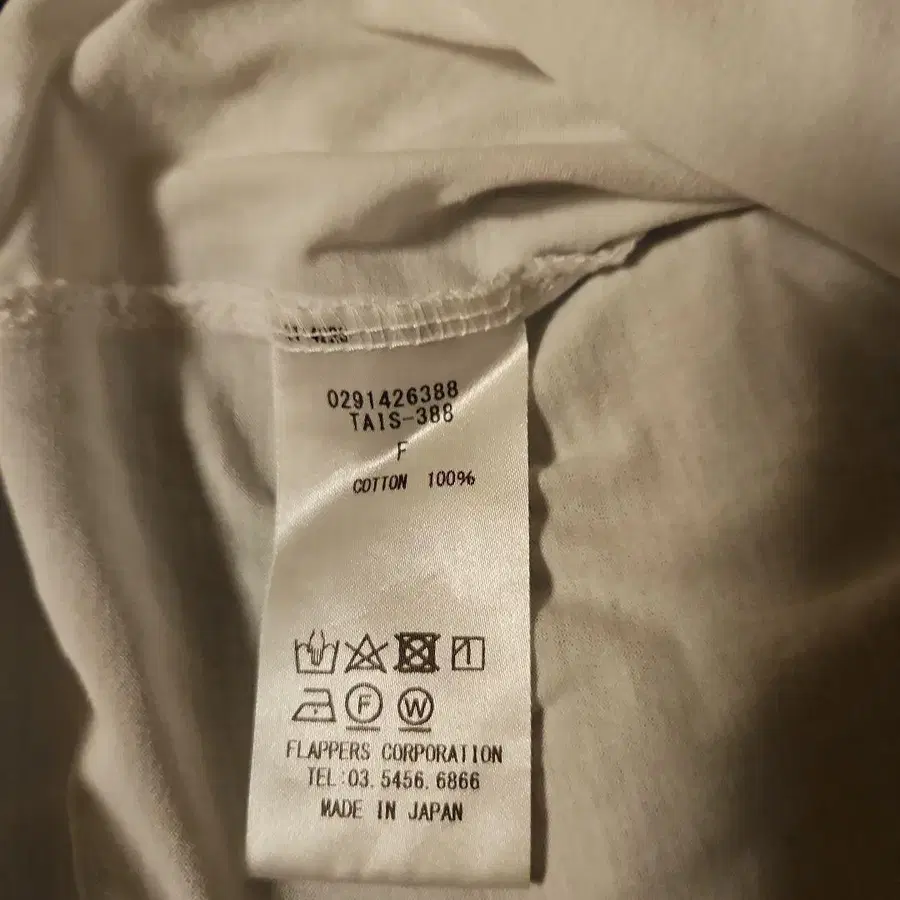 0291426388
TAIS-388
F
COTTON 100%
F
W
FLAPPERS CORPORATION
TEL:03.5456.6866
MADE IN JAPAN